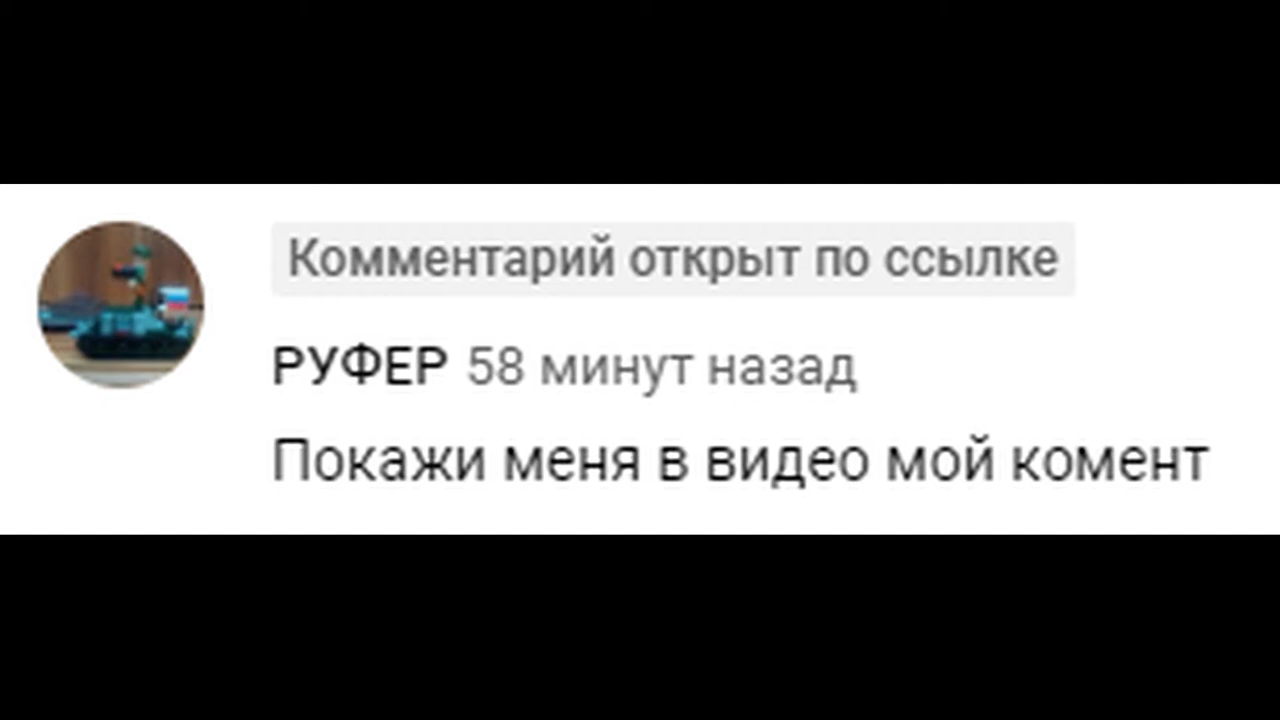 Комментарий открыт по ссылке
РУФЕР 58 минут назад
Покажи меня в видео мой комент